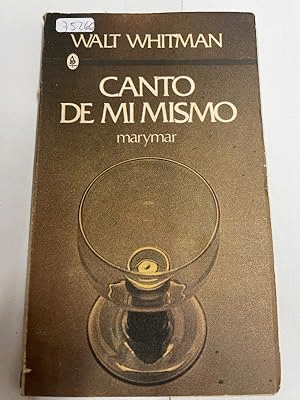 75266
WALT WHITMAN
CANTO
DE MI MISMO
marymar